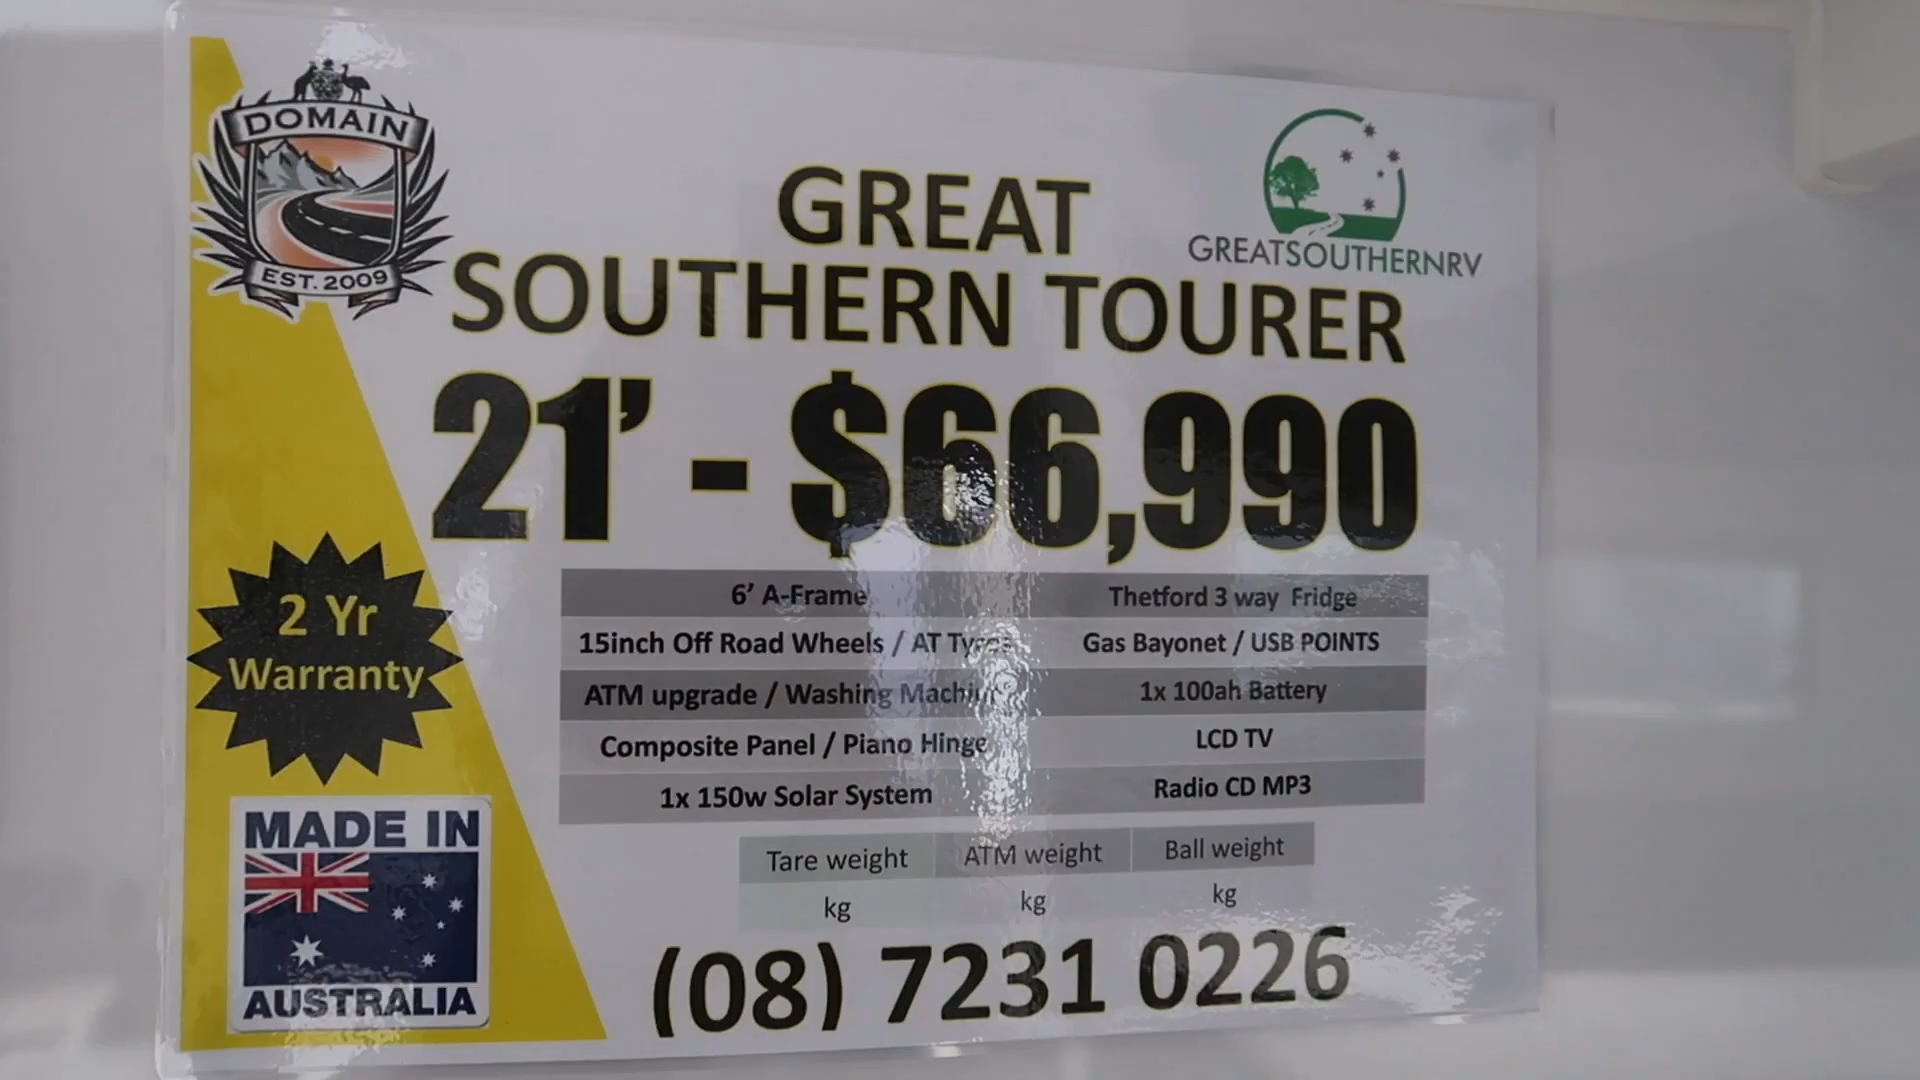 DOMAIN
EST. 2009
GREATSOUTHERNRV
GREAT
SOUTHERN TOURER
21’ - $66,990
2 Yr
Warranty
6’ A-Frame
Thetford 3 way Fridge
15inch Off Road Wheels / AT Tyres
Gas Bayonet / USB POINTS
ATM upgrade / Washing Machine
1x 100ah Battery
Composite Panel / Piano Hinge
LCD TV
1x 150w Solar System
Radio CD MP3
Tare weight
ATM weight
Ball weight
kg
kg
kg
MADE IN
AUSTRALIA
(08) 7231 0226